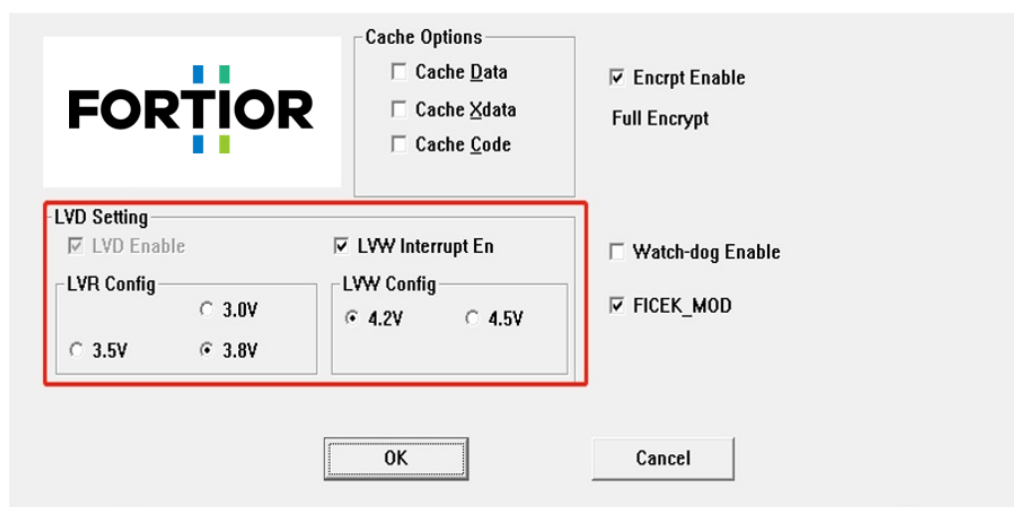 FORTIOR
Cache Options
Cache Data
Cache Xdata
Cache Code
Encrpt Enable
Full Encrypt
LVD Setting
LVD Enable
LVW Interrupt En
LVR Config
3.0V
3.5V
3.8V
LVW Config
4.2V
4.5V
Watch-dog Enable
FICEK_MOD
OK
Cancel